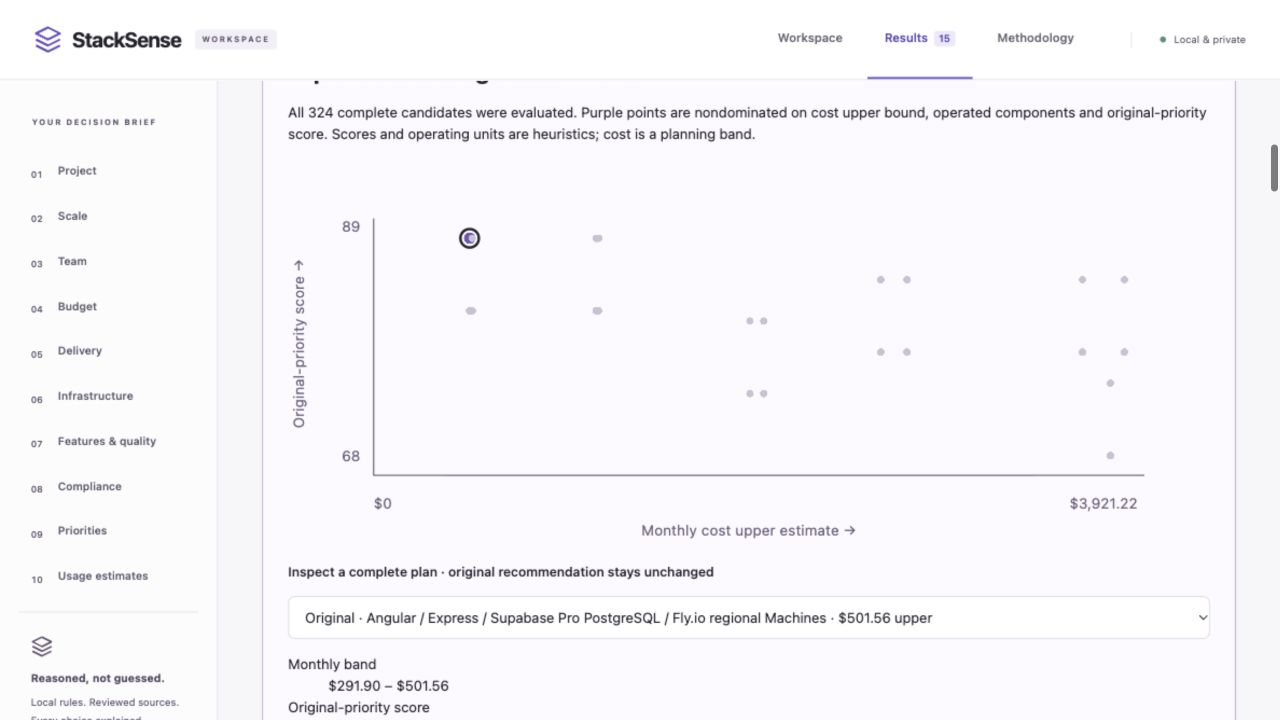 StackSense WORKSPACE
Workspace
Results 15
Methodology
Local & private
YOUR DECISION BRIEF
01 Project
02 Scale
03 Team
04 Budget
05 Delivery
06 Infrastructure
07 Features & quality
08 Compliance
09 Priorities
10 Usage estimates
Reasoned, not guessed.
Local rules. Reviewed sources.
Every choice explained.
All 324 complete candidates were evaluated. Purple points are nondominated on cost upper bound, operated components and original-priority
score. Scores and operating units are heuristics; cost is a planning band.
89
Original-priority score →
68
$0
$3,921.22
Monthly cost upper estimate →
Inspect a complete plan · original recommendation stays unchanged
Original · Angular / Express / Supabase Pro PostgreSQL / Fly.io regional Machines · $501.56 upper
Monthly band
$291.90 – $501.56
Original-priority score